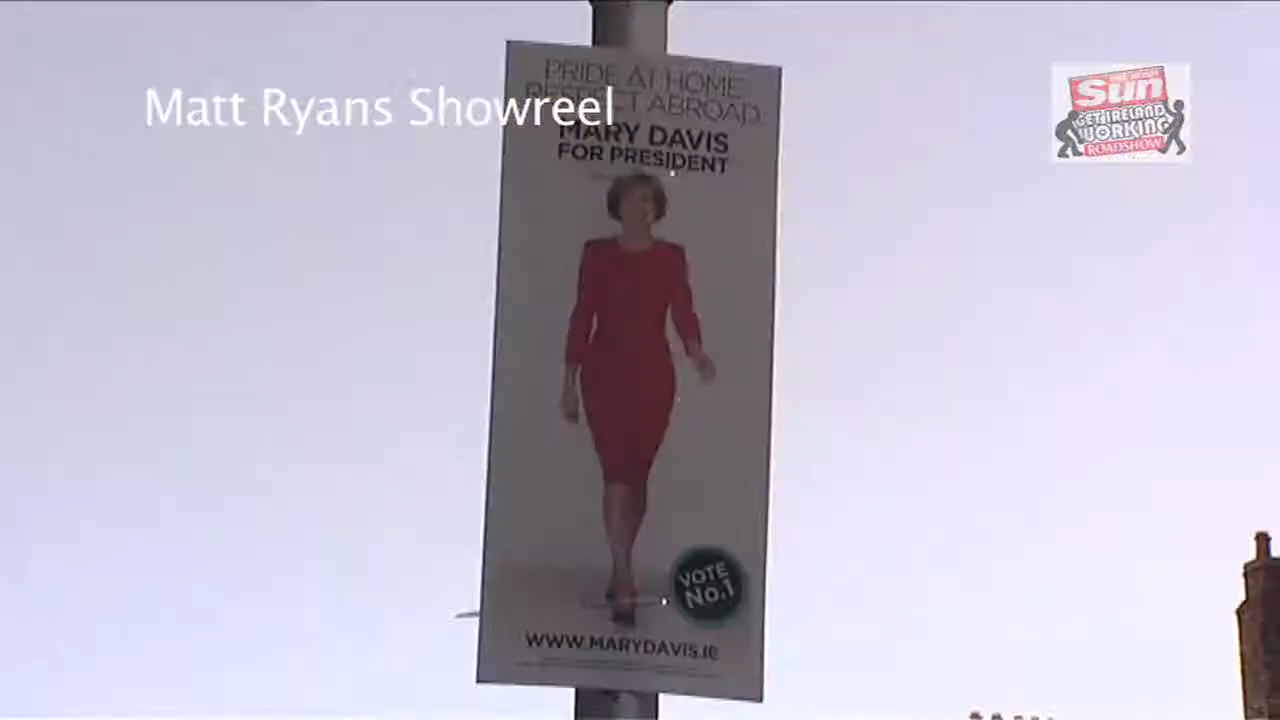 Matt Ryans Showreel
PRIDE AT HOME
RESPECT ABROAD
MARY DAVIS
FOR PRESIDENT
Sun
GET IRELAND
WORKING
ROADSHOW
VOTE
No.1
WWW.MARYDAVIS.IE